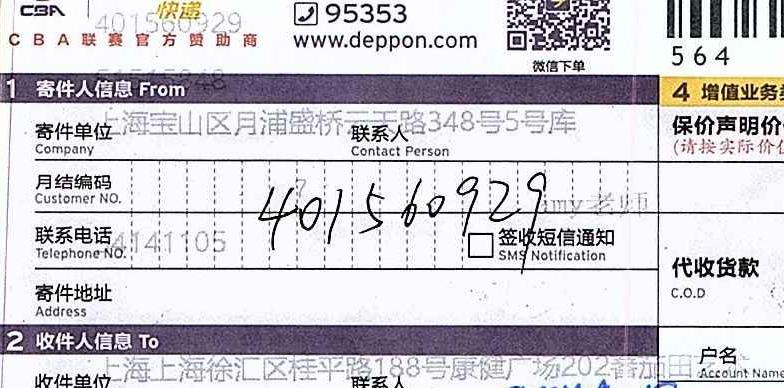 CBA 快递 401560929 95353
CBA 联赛官方赞助商 www.deppon.com
微信下单 564
1 寄件人信息 From 4 增值业务
上海宝山区月浦盛桥云王路348号5号库
寄件单位 联系人 保价声明价
Company Contact Person
月结编码
Customer NO.
401560929 amy老师
联系电话 4141105 签收短信通知
Telephone NO. SMS Notification
代收货款
C.O.D
寄件地址
Address
2 收件人信息 To
上海上海徐汇区桂平路188号康健广场202番茄田
户名
Account Name
收件单位 联系人